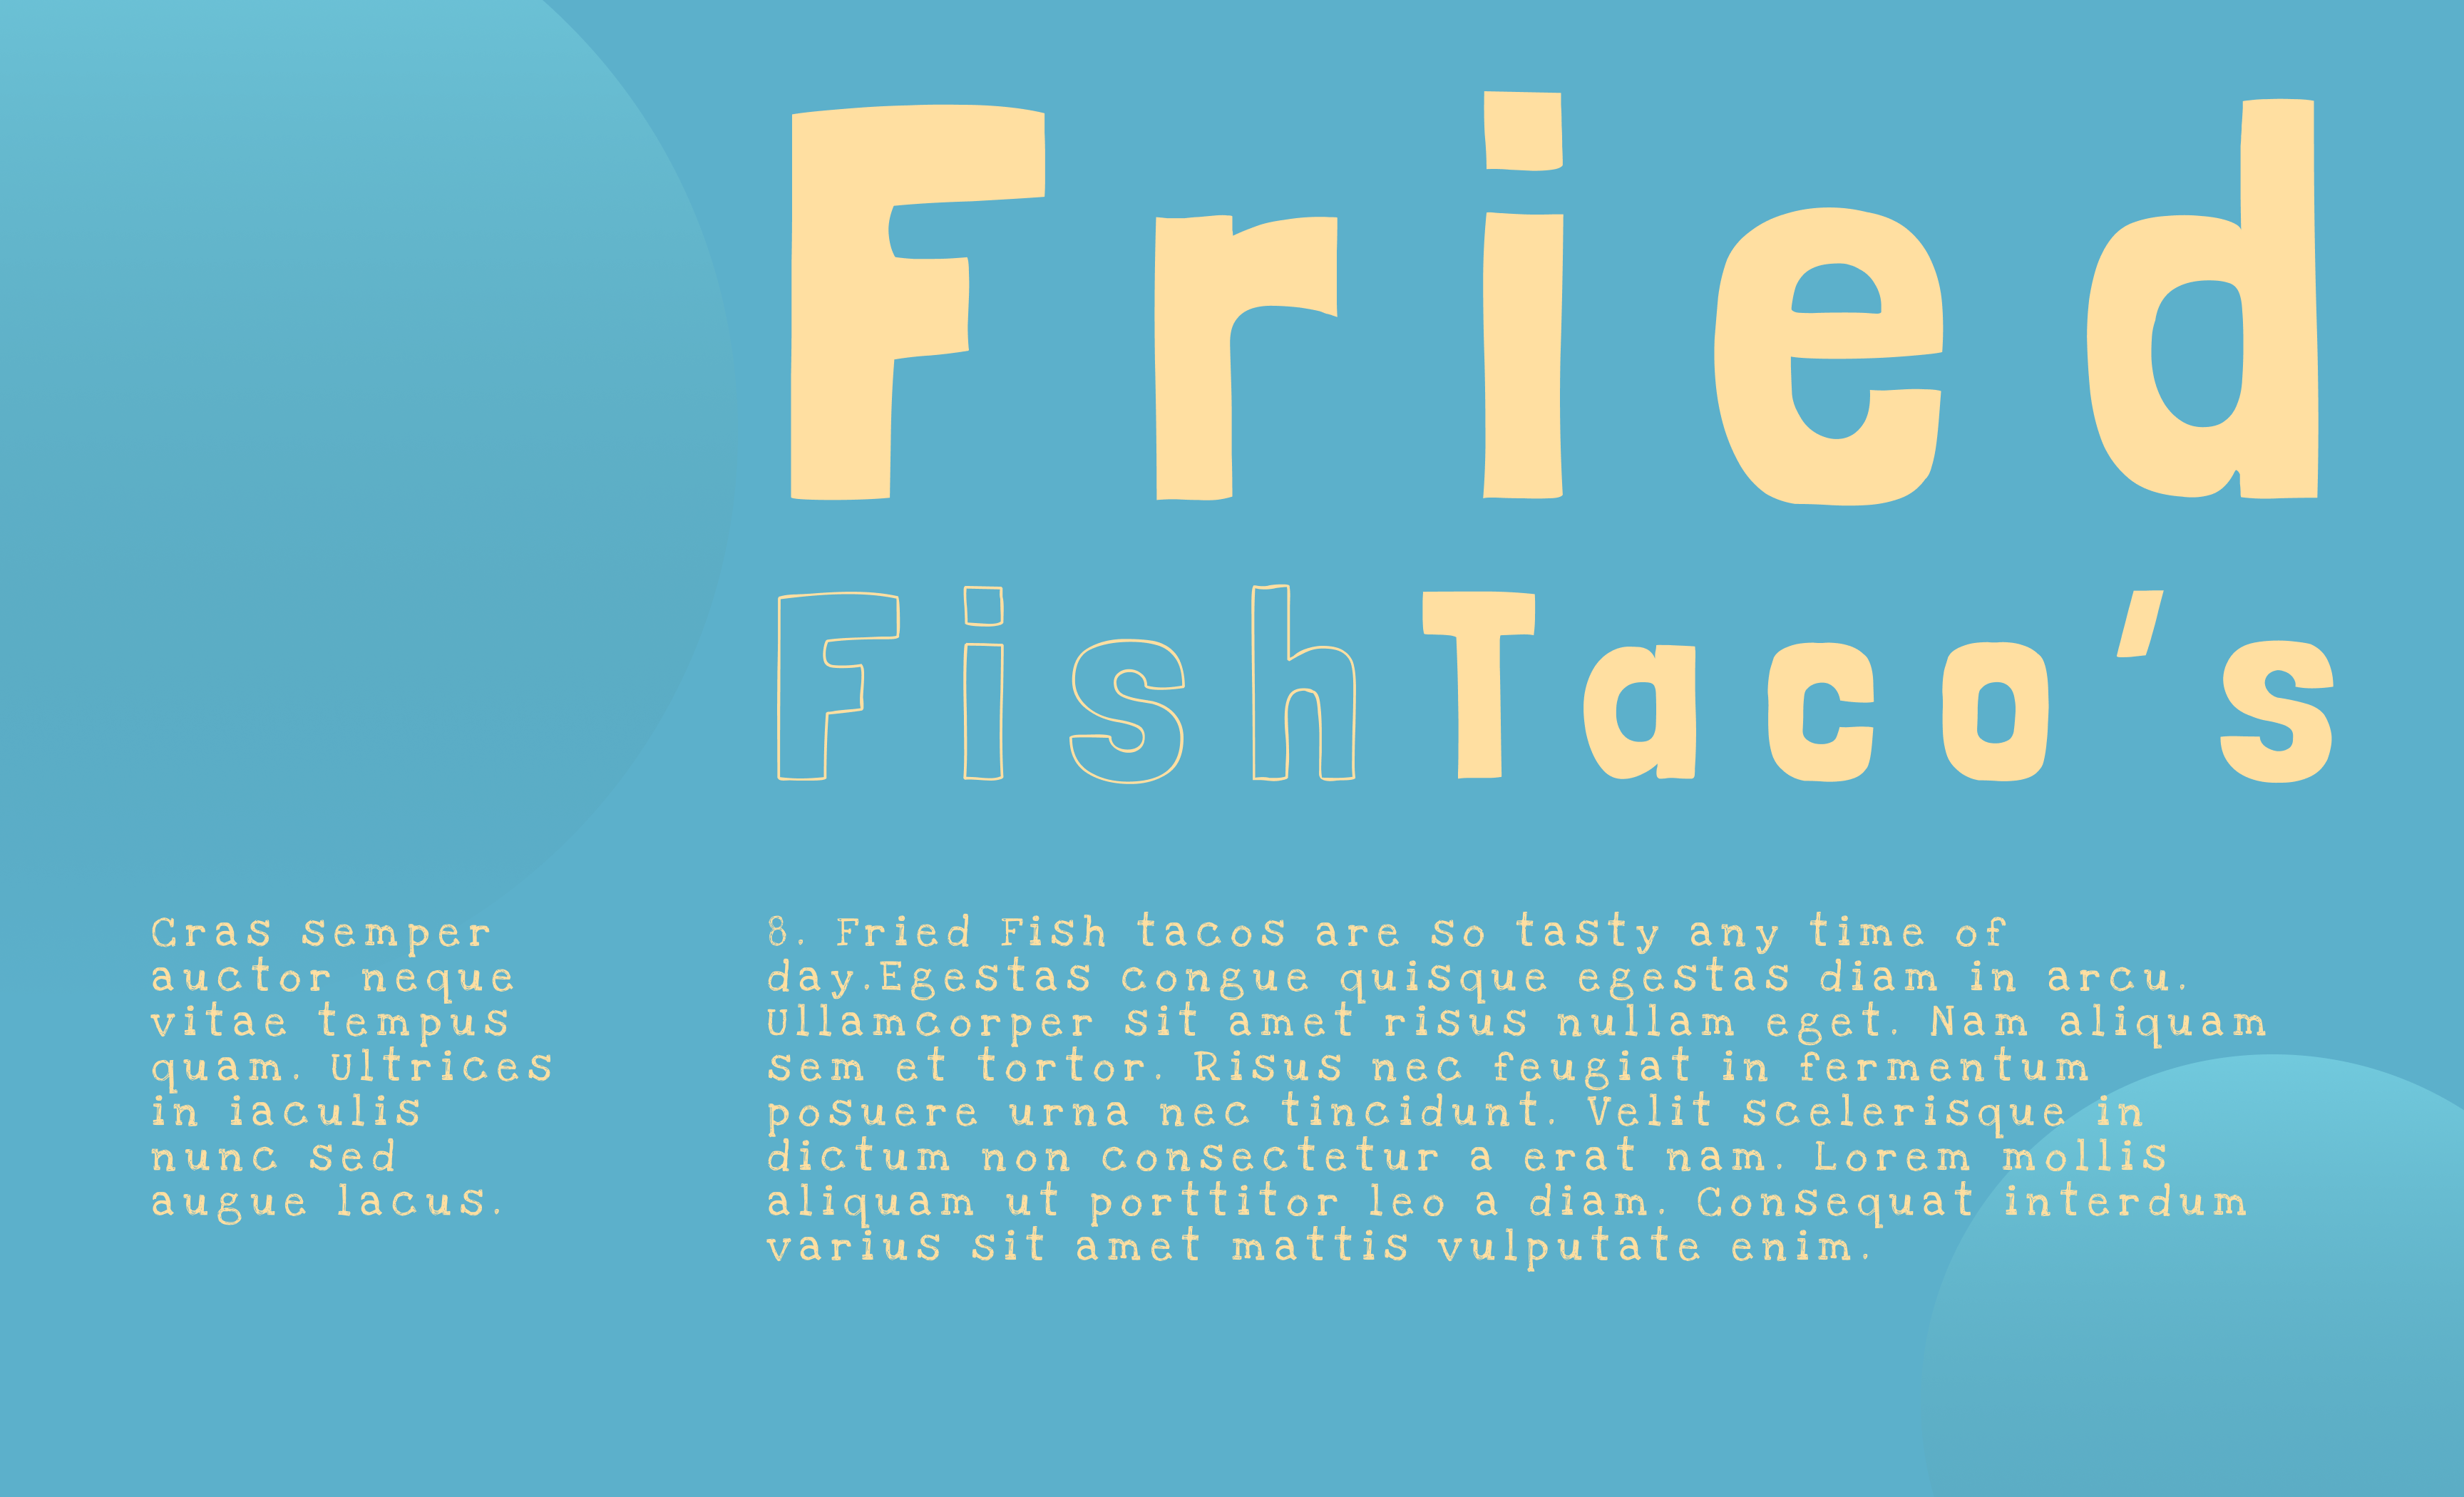 Fried
Fish Taco's
Cras semper
auctor neque
vitae tempus
quam. Ultrices
in iaculis
nunc sed
augue lacus.
8. Fried Fish tacos are so tasty any time of
day.Egestas congue quisque egestas diam in arcu.
Ullamcorper sit amet risus nullam eget. Nam aliquam
sem et tortor. Risus nec feugiat in fermentum
posuere urna nec tincidunt. Velit scelerisque in
dictum non consectetur a erat nam. Lorem mollis
aliquam ut porttitor leo a diam. Consequat interdum
varius sit amet mattis vulputate enim.